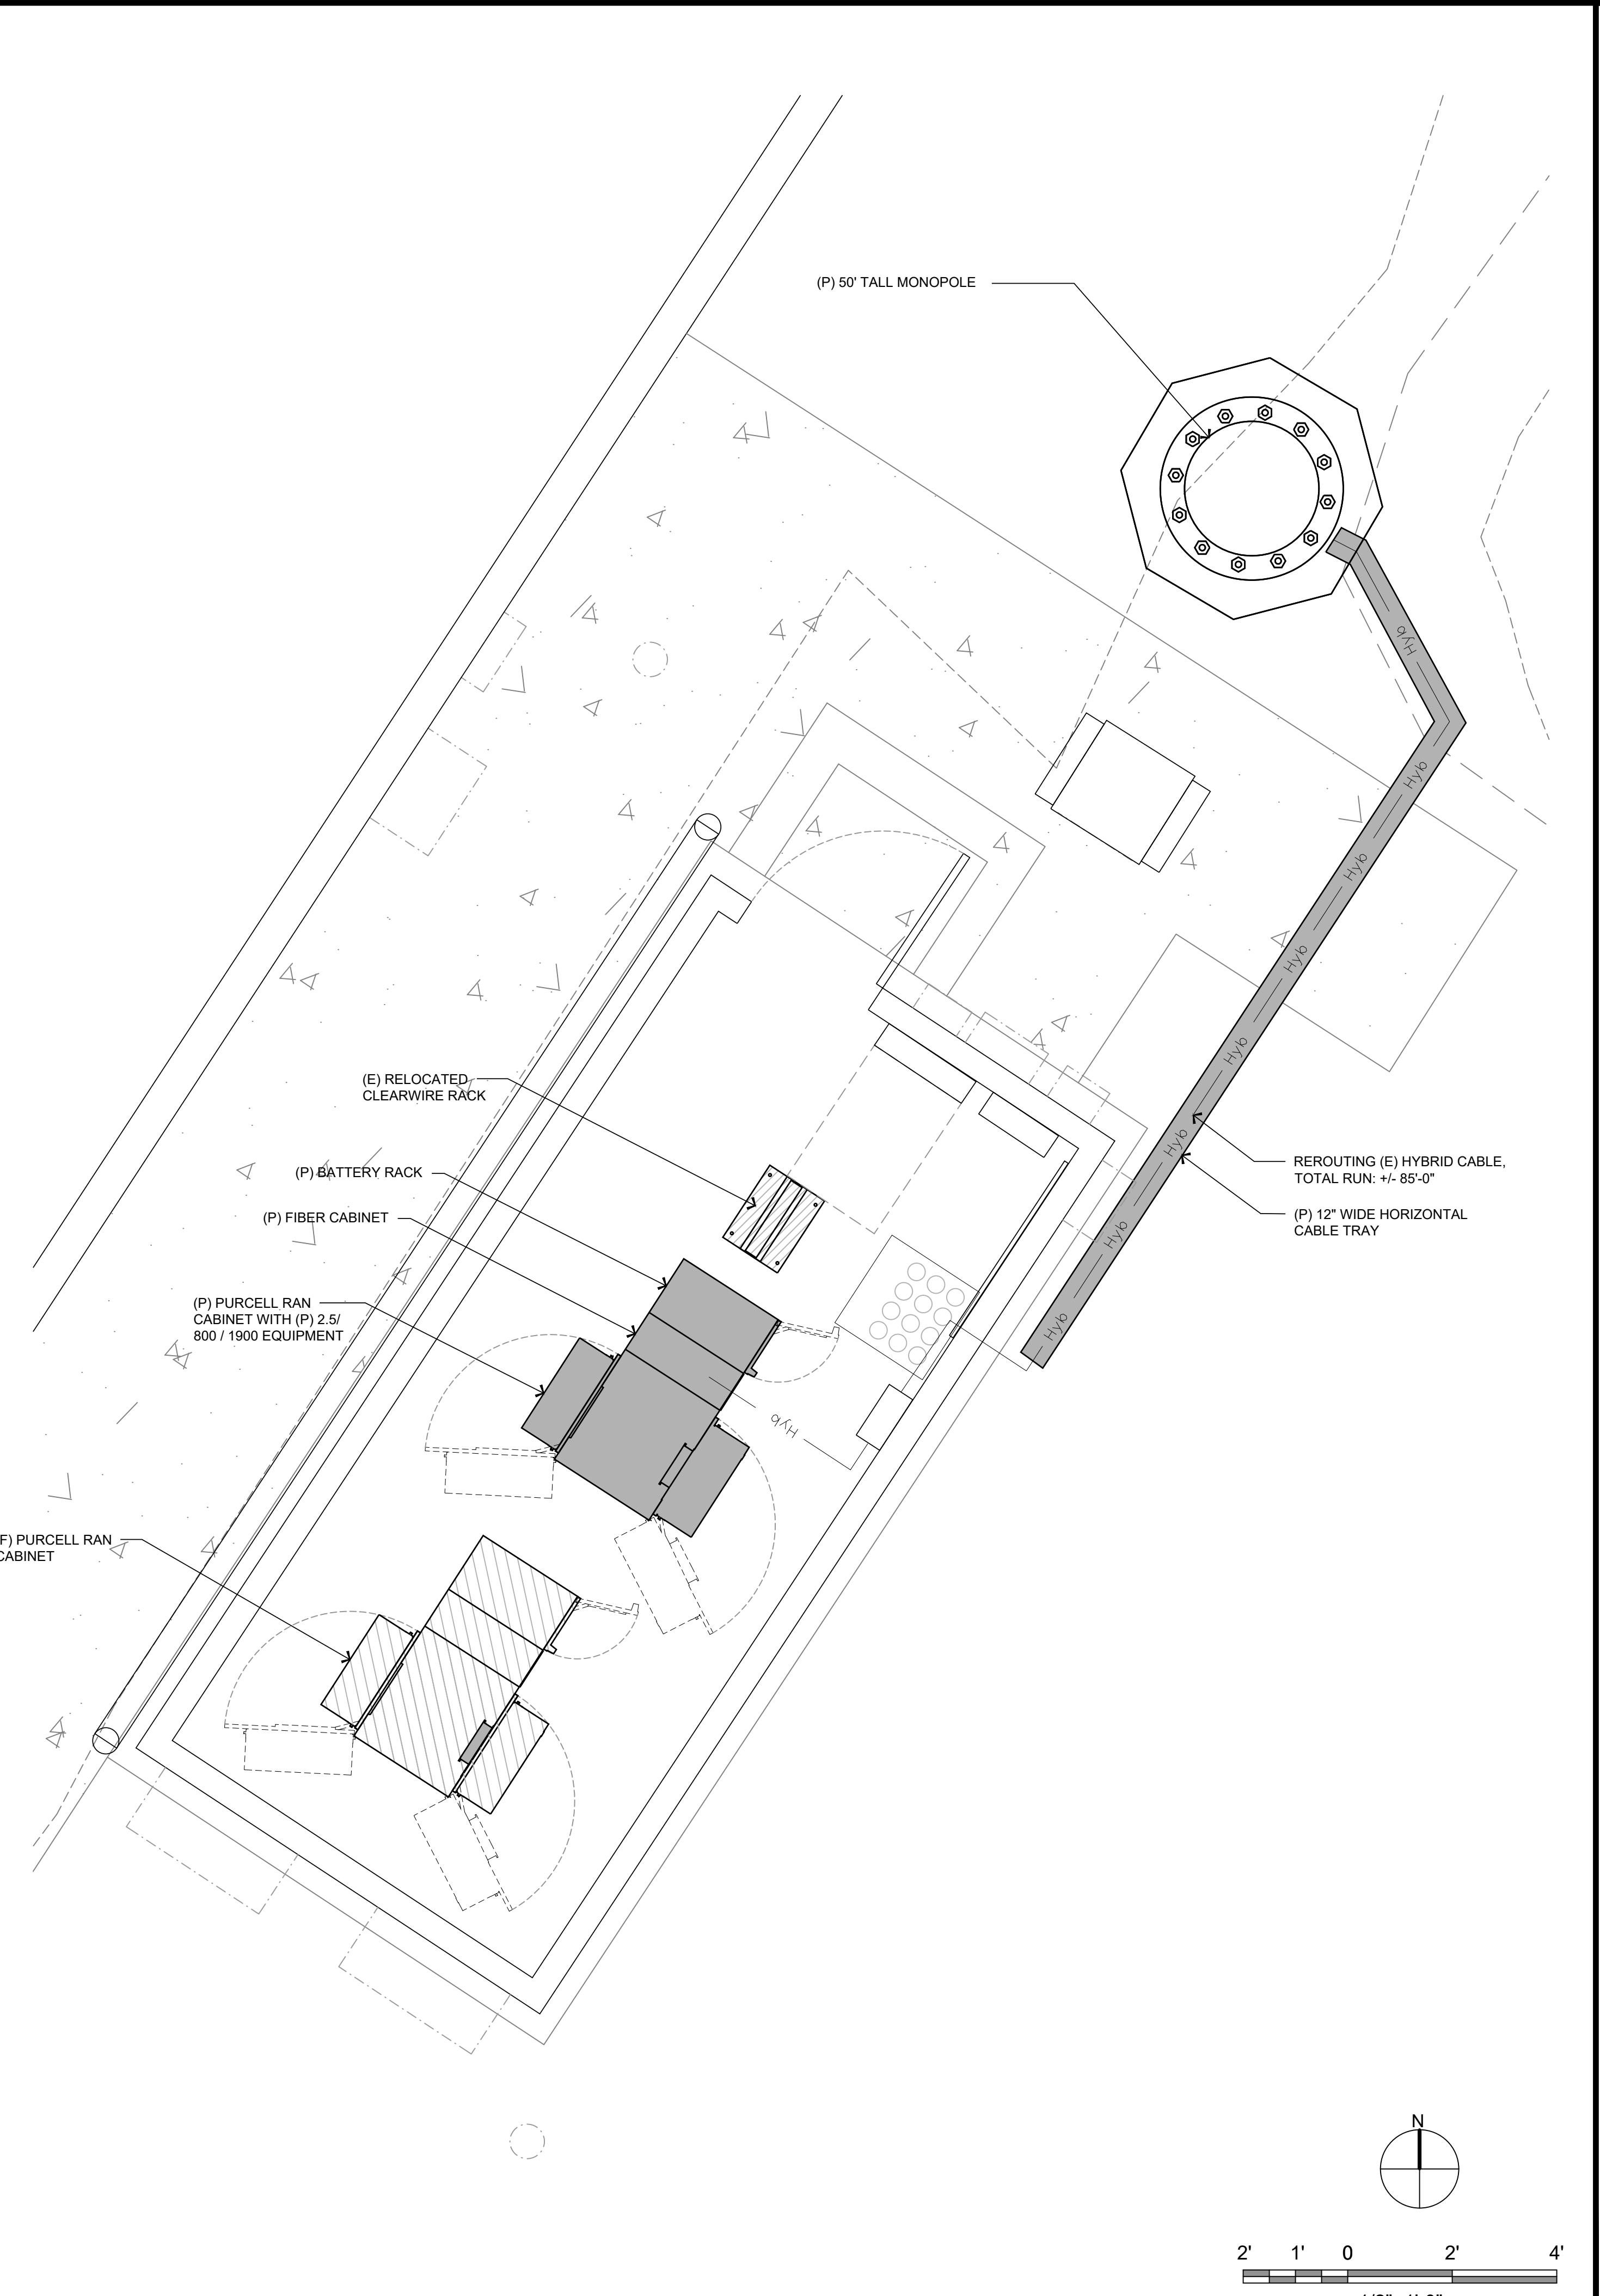 (P) 50' TALL MONOPOLE
Hyb
Hyb
Hyb
Hyb
Hyb
(E) RELOCATED
CLEARWIRE RACK
Hyb
REROUTING (E) HYBRID CABLE,
TOTAL RUN: +/- 85'-0"
(P) BATTERY RACK
(P) 12" WIDE HORIZONTAL
CABLE TRAY
(P) FIBER CABINET
Hyb
(P) PURCELL RAN
CABINET WITH (P) 2.5/
800 / 1900 EQUIPMENT
Hyb
Hyb
F) PURCELL RAN
CABINET
N
2' 1' 0 2' 4'